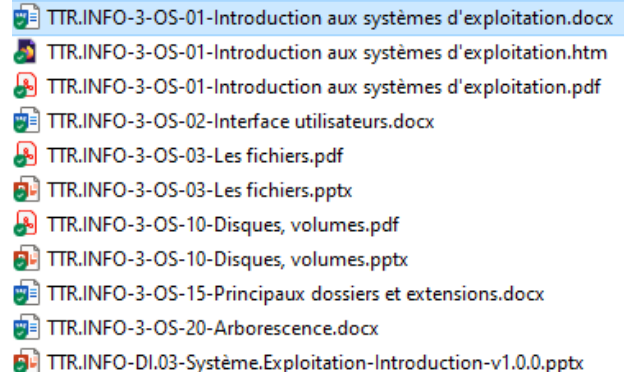 TTR.INFO-3-OS-01-Introduction aux systèmes d'exploitation.docx
TTR.INFO-3-OS-01-Introduction aux systèmes d'exploitation.htm
TTR.INFO-3-OS-01-Introduction aux systèmes d'exploitation.pdf
TTR.INFO-3-OS-02-Interface utilisateurs.docx
TTR.INFO-3-OS-03-Les fichiers.pdf
TTR.INFO-3-OS-03-Les fichiers.pptx
TTR.INFO-3-OS-10-Disques, volumes.pdf
TTR.INFO-3-OS-10-Disques, volumes.pptx
TTR.INFO-3-OS-15-Principaux dossiers et extensions.docx
TTR.INFO-3-OS-20-Arborescence.docx
TTR.INFO-DI.03-Système.Exploitation-Introduction-v1.0.0.pptx